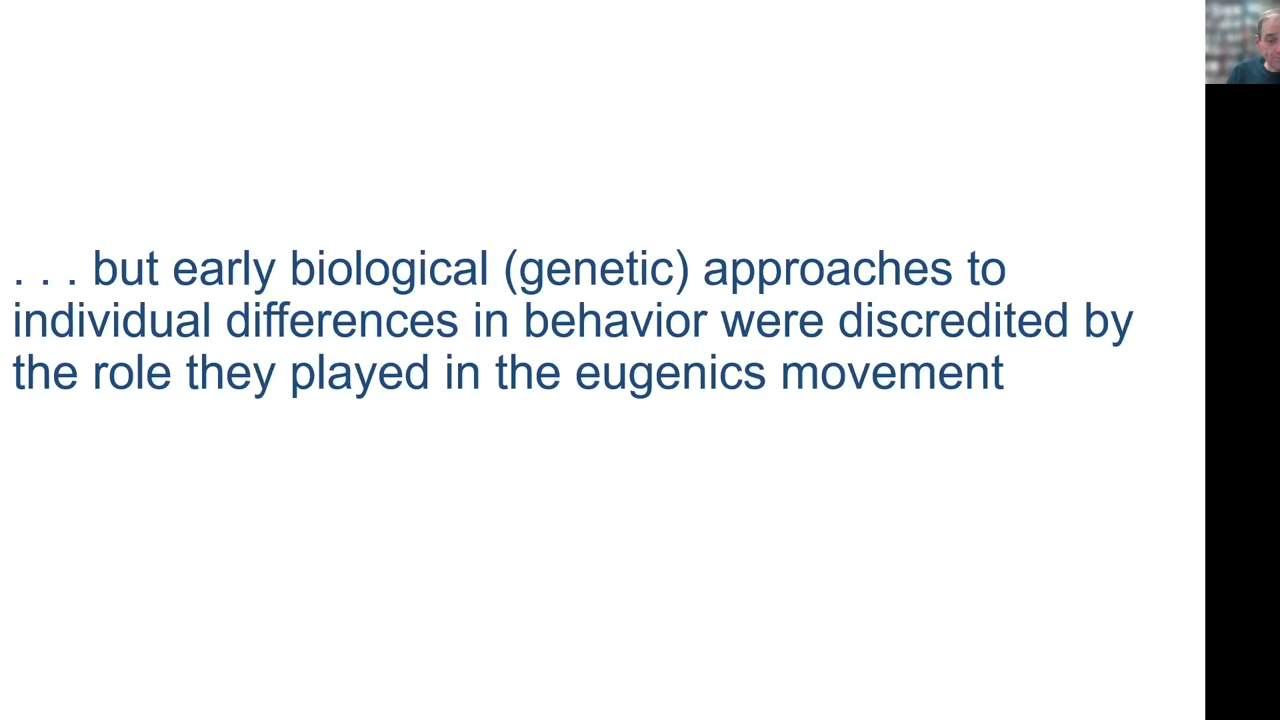 . . . but early biological (genetic) approaches to
individual differences in behavior were discredited by
the role they played in the eugenics movement